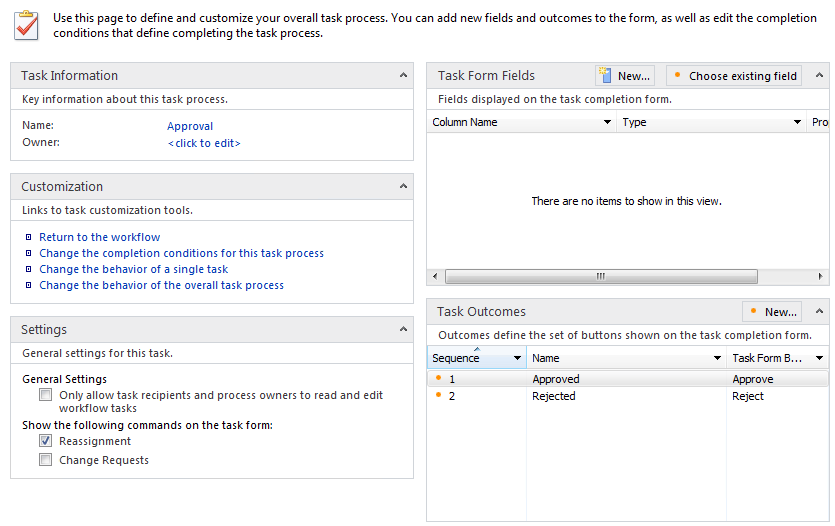 Use this page to define and customize your overall task process. You can add new fields and outcomes to the form, as well as edit the completion
conditions that define completing the task process.
Task Information
Key information about this task process.
Name: Approval
Owner: <click to edit>
Customization
Links to task customization tools.
Return to the workflow
Change the completion conditions for this task process
Change the behavior of a single task
Change the behavior of the overall task process
Settings
General settings for this task.
General Settings
Only allow task recipients and process owners to read and edit
workflow tasks
Show the following commands on the task form:
Reassignment
Change Requests
Task Form Fields New... Choose existing field
Fields displayed on the task completion form.
Column Name Type Pro
There are no items to show in this view.
Task Outcomes New...
Outcomes define the set of buttons shown on the task completion form.
Sequence Name Task Form B...
1 Approved Approve
2 Rejected Reject